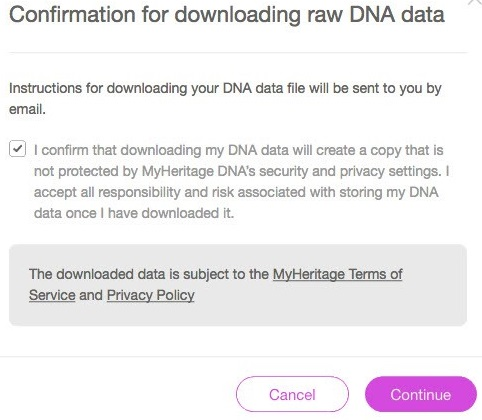 Confirmation for downloading raw DNA data
Instructions for downloading your DNA data file will be sent to you by
email.
I confirm that downloading my DNA data will create a copy that is
not protected by MyHeritage DNA's security and privacy settings. I
accept all responsibility and risk associated with storing my DNA
data once I have downloaded it.
The downloaded data is subject to the MyHeritage Terms of
Service and Privacy Policy
Cancel
Continue